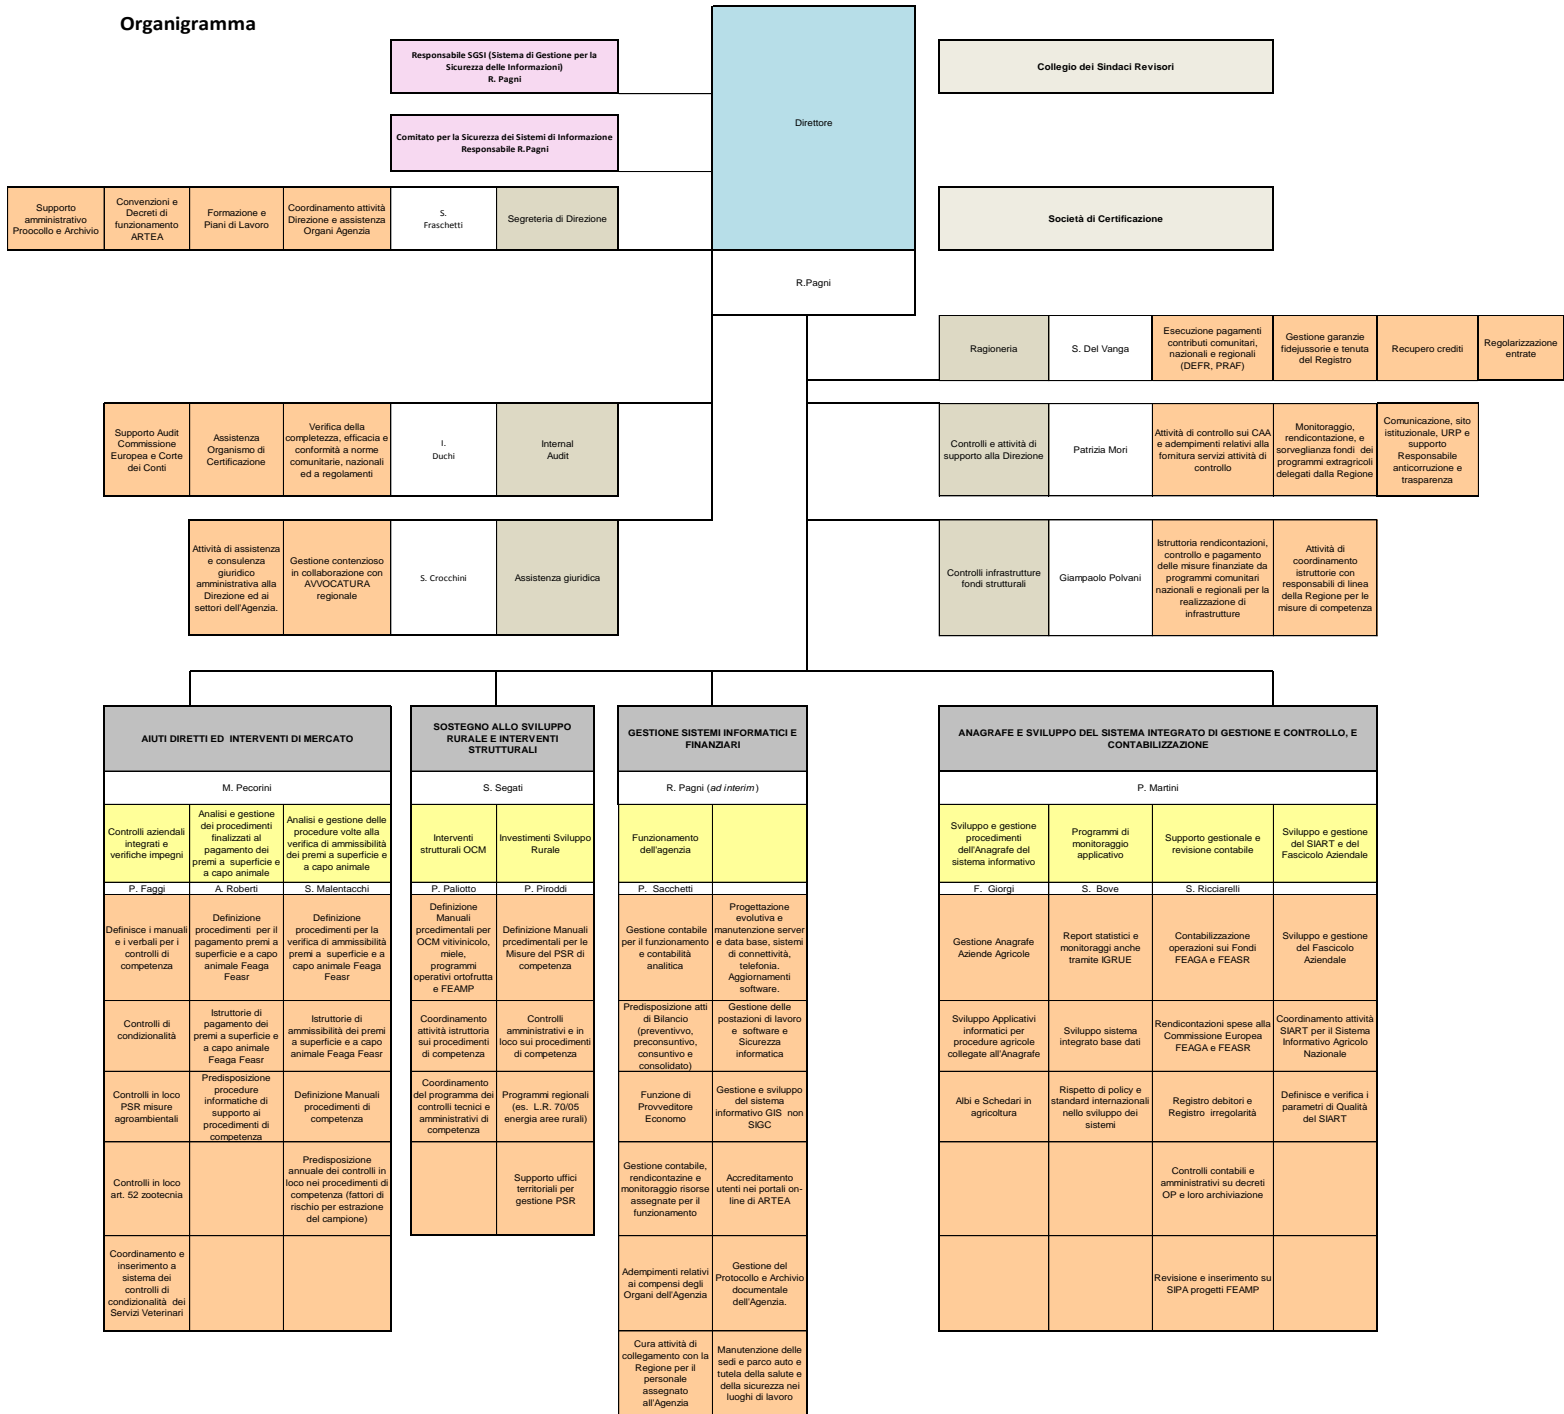 Organigramma
Responsabile SGSI (Sistema di Gestione per la
Sicurezza delle Informazioni)
R. Pagni
Comitato per la Sicurezza dei Sistemi di Informazione
Responsabile R.Pagni
Direttore
R.Pagni
Collegio dei Sindaci Revisori
Società di Certificazione
Supporto
amministrativo
Proocollo e Archivio
Convenzioni e
Decreti di
funzionamento
ARTEA
Formazione e
Piani di Lavoro
Coordinamento attività
Direzione e assistenza
Organi Agenzia
S.
Fraschetti
Segreteria di Direzione
Ragioneria
S. Del Vanga
Esecuzione pagamenti
contributi comunitari,
nazionali e regionali
(DEFR, PRAF)
Gestione garanzie
fidejussorie e tenuta
del Registro
Recupero crediti
Regolarizzazione
entrate
Supporto Audit
Commissione
Europea e Corte
dei Conti
Assistenza
Organismo di
Certificazione
Verifica della
completezza, efficacia e
conformità a norme
comunitarie, nazionali
ed a regolamenti
I.
Duchi
Internal
Audit
Controlli e attività di
supporto alla Direzione
Patrizia Mori
Attività di controllo sui CAA
e adempimenti relativi alla
fornitura servizi attività di
controllo
Monitoraggio,
rendicontazione, e
sorveglianza fondi dei
programmi extragricoli
delegati dalla Regione
Comunicazione, sito
istituzionale, URP e
supporto
Responsabile
anticorruzione e
trasparenza
Attività di assistenza
e consulenza
giuridico
amministrativa alla
Direzione ed ai
settori dell'Agenzia.
Gestione contenzioso
in collaborazione con
AVVOCATURA
regionale
S. Crocchini
Assistenza giuridica
Controlli infrastrutture
fondi strutturali
Giampaolo Polvani
Istruttoria rendicontazioni,
controllo e pagamento
delle misure finanziate da
programmi comunitari
nazionali e regionali per la
realizzazione di
infrastrutture
Attività di
coordinamento
istruttorie con
responsabili di linea
della Regione per le
misure di competenza
AIUTI DIRETTI ED INTERVENTI DI MERCATO
M. Pecorini
Controlli aziendali
integrati e
verifiche impegni
Analisi e gestione
dei procedimenti
finalizzati al
pagamento dei
premi a superficie e
a capo animale
Analisi e gestione delle
procedure volte alla
verifica di ammissibilità
dei premi a superficie e
a capo animale
P. Faggi
A. Roberti
S. Malentacchi
Definisce i manuali
e i verbali per i
controlli di
competenza
Definizione
procedimenti per il
pagamento premi a
superficie e a capo
animale Feaga
Feasr
Definizione
procedimenti per la
verifica di ammissibilità
premi a superficie e a
capo animale Feaga
Feasr
Controlli di
condizionalità
Istruttorie di
pagamento dei
premi a superficie e
a capo animale
Feaga Feasr
Istruttorie di
ammissibilità dei premi
a superficie e a capo
animale Feaga Feasr
Controlli in loco
PSR misure
agroambientali
Predisposizione
procedure
informatiche di
supporto ai
procedimenti di
competenza
Definizione Manuali
procedimenti di
competenza
Controlli in loco
art. 52 zootecnia
Predisposizione
annuale dei controlli in
loco nei procedimenti di
competenza (fattori di
rischio per estrazione
del campione)
Coordinamento e
inserimento a
sistema dei
controlli di
condizionalità dei
Servizi Veterinari
SOSTEGNO ALLO SVILUPPO
RURALE E INTERVENTI
STRUTTURALI
S. Segati
Interventi
strutturali OCM
Investimenti Sviluppo
Rurale
P. Paliotto
P. Piroddi
Definizione
Manuali
prcedimentali per
OCM vitivinicolo,
miele,
programmi
operativi ortofrutta
e FEAMP
Definizione Manuali
prcedimentali per le
Misure del PSR di
competenza
Coordinamento
attività istruttoria
sui procedimenti
di competenza
Controlli
amministrativi e in
loco sui procedimenti
di competenza
Coordinamento
del programma dei
controlli tecnici e
amministrativi di
competenza
Programmi regionali
(es. L.R. 70/05
energia aree rurali)
Supporto uffici
territoriali per
gestione PSR
GESTIONE SISTEMI INFORMATICI E
FINANZIARI
R. Pagni (ad interim)
Funzionamento
dell'agenzia
P. Sacchetti
Gestione contabile
per il funzionamento
e contabilità
analitica
Progettazione
evolutiva e
manutenzione server
e data base, sistemi
di connettività,
telefonia.
Aggiornamenti
software.
Predisposizione atti
di Bilancio
(preventivvo,
preconsuntivo,
consuntivo e
consolidato)
Gestione delle
postazioni di lavoro
e software e
Sicurezza
informatica
Funzione di
Provveditore
Economo
Gestione e sviluppo
del sistema
informativo GIS non
SIGC
Gestione contabile,
rendicontazine e
monitoraggio risorse
assegnate per il
funzionamento
Accreditamento
utenti nei portali on-
line di ARTEA
Adempimenti relativi
ai compensi degli
Organi dell'Agenzia
Gestione del
Protocollo e Archivio
documentale
dell'Agenzia.
Cura attività di
collegamento con la
Regione per il
personale
assegnato
all'Agenzia
Manutenzione delle
sedi e parco auto e
tutela della salute e
della sicurezza nei
luoghi di lavoro
ANAGRAFE E SVILUPPO DEL SISTEMA INTEGRATO DI GESTIONE E CONTROLLO, E
CONTABILIZZAZIONE
P. Martini
Sviluppo e gestione
procedimenti
dell'Anagrafe del
sistema informativo
Programmi di
monitoraggio
applicativo
Supporto gestionale e
revisione contabile
Sviluppo e gestione
del SIART e del
Fascicolo Aziendale
F. Giorgi
S. Bove
S. Ricciarelli
Gestione Anagrafe
Aziende Agricole
Report statistici e
monitoraggi anche
tramite IGRUE
Contabilizzazione
operazioni sui Fondi
FEAGA e FEASR
Sviluppo e gestione
del Fascicolo
Aziendale
Sviluppo Applicativi
informatici per
procedure agricole
collegate all'Anagrafe
Sviluppo sistema
integrato base dati
Rendicontazioni spese alla
Commissione Europea
FEAGA e FEASR
Coordinamento attività
SIART per il Sistema
Informativo Agricolo
Nazionale
Albi e Schedari in
agricoltura
Rispetto di policy e
standard internazionali
nello sviluppo dei
sistemi
Registro debitori e
Registro irregolarità
Definisce e verifica i
parametri di Qualità
del SIART
Controlli contabili e
amministrativi su decreti
OP e loro archiviazione
Revisione e inserimento su
SIPA progetti FEAMP